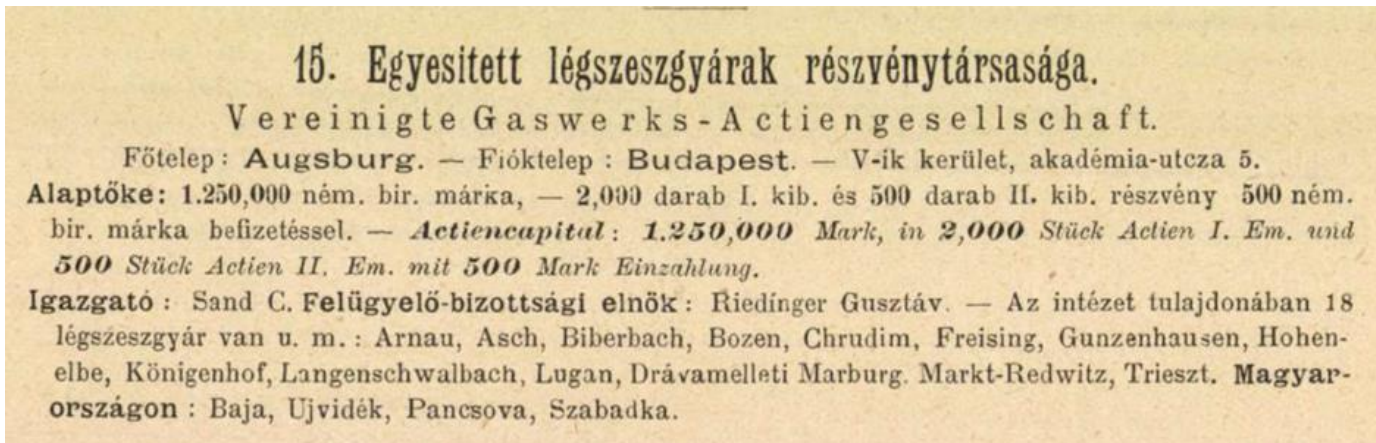 15. Egyesitett légszeszgyárak részvénytársasága.
Vereinigte Gaswerks-Actiengesellschaft.
Főtelep : Augsburg. — Fióktelep : Budapest. — V-ik kerület, akadémia-utcza 5.
Alaptőke: 1.250,000 ném. bir. márka, — 2,000 darab I. kib. és 500 darab II. kib. részvény 500 ném.
bir. márka befizetéssel. — Actiencapital: 1.250,000 Mark, in 2,000 Stück Actien I. Em. und
500 Stück Actien II. Em. mit 500 Mark Einzahlung.
Igazgató : Sand C. Felügyelő-bizottsági elnök : Riedínger Gusztáv. — Az intézet tulajdonában 18
légszeszgyár van u. m. : Arnau, Asch, Biberbach, Bozen, Chrudim, Freising, Gunzenhausen, Hohen-
elbe, Königenhof, Langenschwalbach, Lugan, Drávamelleti Marburg. Markt-Redwitz, Trieszt. Magyar-
országon : Baja, Ujvidék, Pancsova, Szabadka.